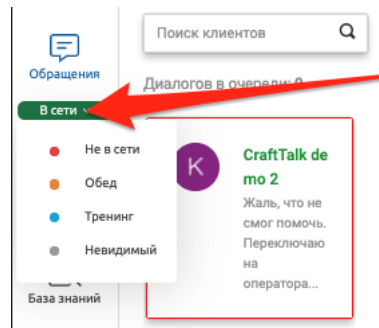 Поиск клиентов
Обращения
Диалогов в очереди:
В сети
Не в сети
Обед
Тренинг
Невидимый
База знаний
K
CraftTalk de
mo 2
Жаль, что не
смог помочь.
Переключаю
на
оператора...